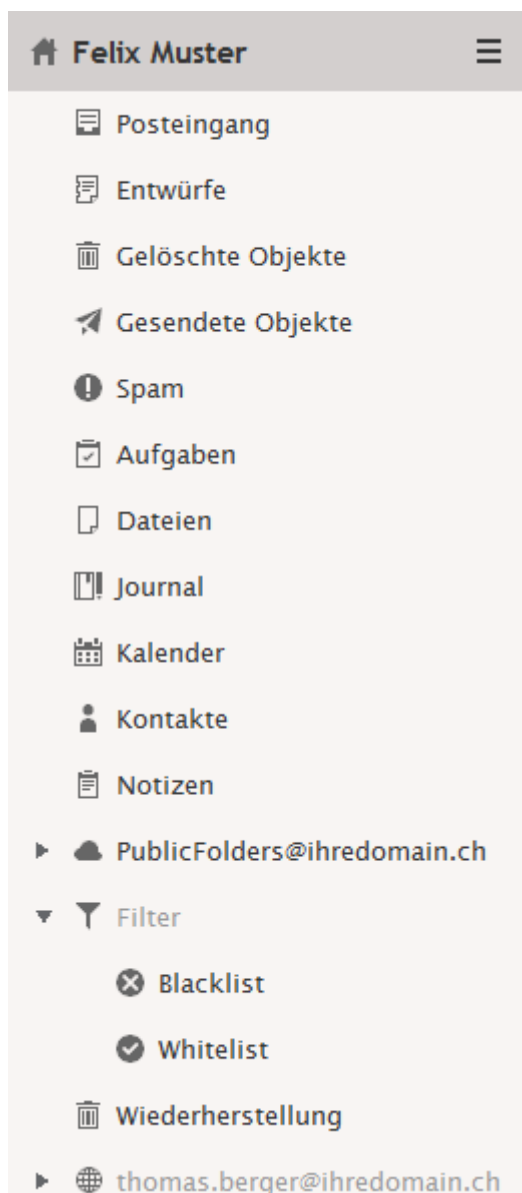 Felix Muster
Posteingang
Entwürfe
Gelöschte Objekte
Gesendete Objekte
Spam
Aufgaben
Dateien
Journal
Kalender
Kontakte
Notizen
PublicFolders@ihredomain.ch
Filter
Blacklist
Whitelist
Wiederherstellung
thomas.berger@ihredomain.ch